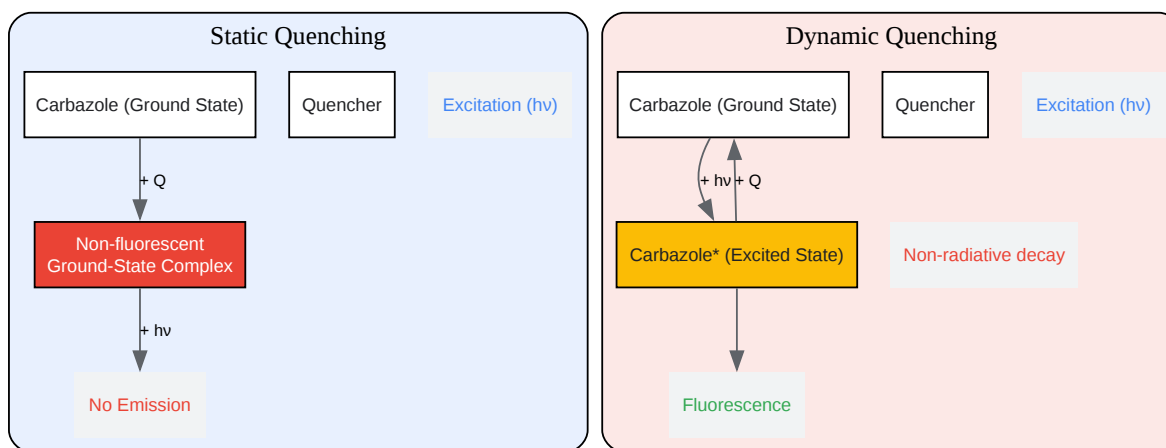 Static Quenching
Carbazole (Ground State)
Quencher
Excitation (hν)
+ Q
Non-fluorescent
Ground-State Complex
+ hν
No Emission
Dynamic Quenching
Carbazole (Ground State)
Quencher
Excitation (hν)
+ hν
+ Q
Carbazole* (Excited State)
Non-radiative decay
Fluorescence